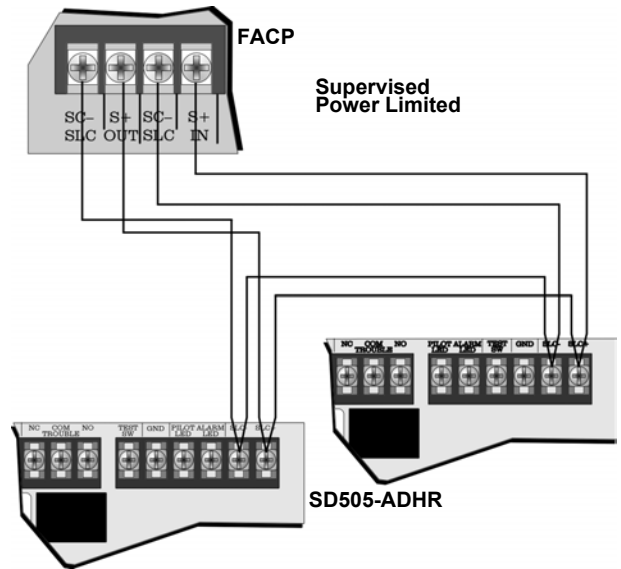 FACP
Supervised
Power Limited
SC– S+ SC– S+
SLC OUT SLC IN
NC COM NO PILOT ALARM TEST GND SLC- SLC+
TROUBLE LED LED SW
NC COM NO TEST GND PILOT ALARM SLC- SLC+
TROUBLE SW LED LED
SD505-ADHR